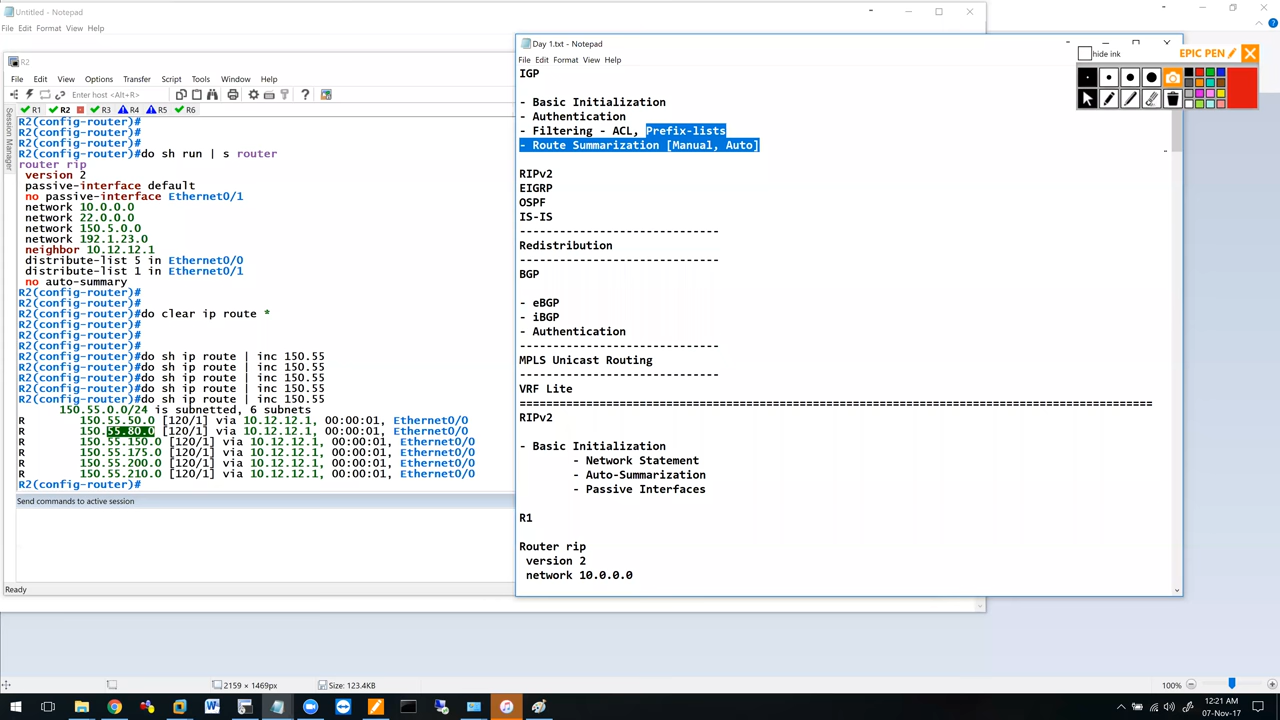 Untitled - Notepad
File Edit Format View Help
R2
File Edit View Options Transfer Script Tools Window Help
Enter host <Alt+R>
R1 R2 R3 R4 R5 R6
Session Manager
R2(config-router)#
R2(config-router)#
R2(config-router)#
R2(config-router)#do sh run | s router
router rip
version 2
passive-interface default
no passive-interface Ethernet0/1
network 10.0.0.0
network 22.0.0.0
network 150.5.0.0
network 192.1.23.0
neighbor 10.12.12.1
distribute-list 5 in Ethernet0/0
distribute-list 1 in Ethernet0/1
no auto-summary
R2(config-router)#
R2(config-router)#
R2(config-router)#do clear ip route *
R2(config-router)#
R2(config-router)#
R2(config-router)#
R2(config-router)#do sh ip route | inc 150.55
R2(config-router)#do sh ip route | inc 150.55
R2(config-router)#do sh ip route | inc 150.55
R2(config-router)#do sh ip route | inc 150.55
R2(config-router)#do sh ip route | inc 150.55
150.55.0.0/24 is subnetted, 6 subnets
R 150.55.50.0 [120/1] via 10.12.12.1, 00:00:01, Ethernet0/0
R 150.55.80.0 [120/1] via 10.12.12.1, 00:00:01, Ethernet0/0
R 150.55.150.0 [120/1] via 10.12.12.1, 00:00:01, Ethernet0/0
R 150.55.175.0 [120/1] via 10.12.12.1, 00:00:01, Ethernet0/0
R 150.55.200.0 [120/1] via 10.12.12.1, 00:00:01, Ethernet0/0
R 150.55.210.0 [120/1] via 10.12.12.1, 00:00:01, Ethernet0/0
R2(config-router)#
Send commands to active session
Ready
Day 1.txt - Notepad
File Edit Format View Help
IGP
- Basic Initialization
- Authentication
- Filtering - ACL, Prefix-lists
- Route Summarization [Manual, Auto]
RIPv2
EIGRP
OSPF
IS-IS
------------------------------
Redistribution
------------------------------
BGP
- eBGP
- iBGP
- Authentication
------------------------------
MPLS Unicast Routing
------------------------------
VRF Lite
===============================================================================================
RIPv2
- Basic Initialization
- Network Statement
- Auto-Summarization
- Passive Interfaces
R1
Router rip
version 2
network 10.0.0.0
hide ink
EPIC PEN
2159 × 1469px
Size: 123.4KB
100%
12:21 AM
07-Nov-17